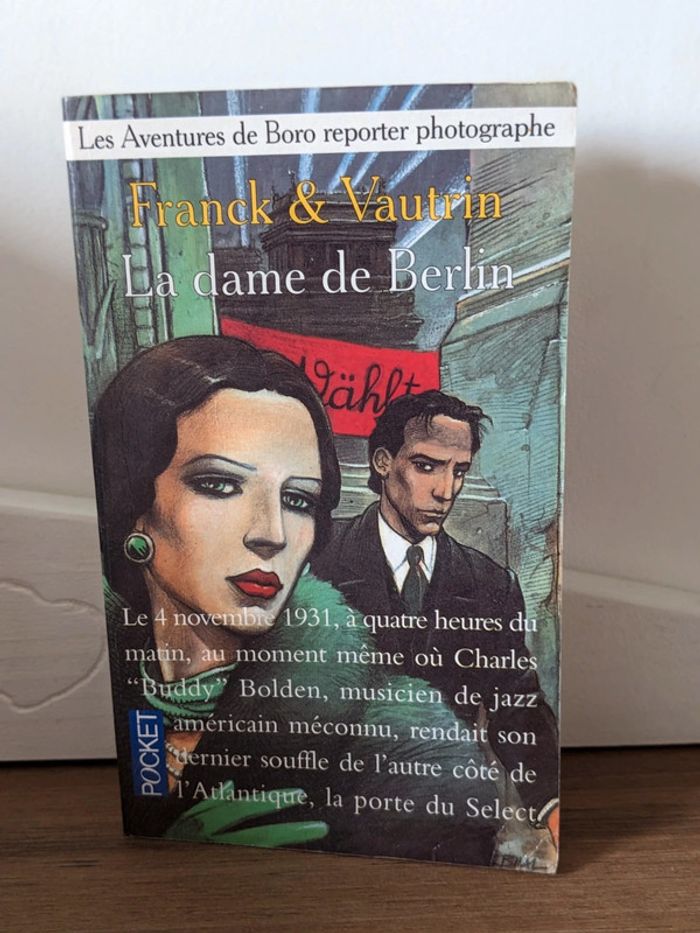 Les Aventures de Boro reporter photographe
Franck & Vautrin
La dame de Berlin
Wählt
Le 4 novembre 1931, à quatre heures du
matin, au moment même où Charles
“Buddy” Bolden, musicien de jazz
américain méconnu, rendait son
dernier souffle de l’autre côté de
l’Atlantique, la porte du Select
POCKET
BILAL